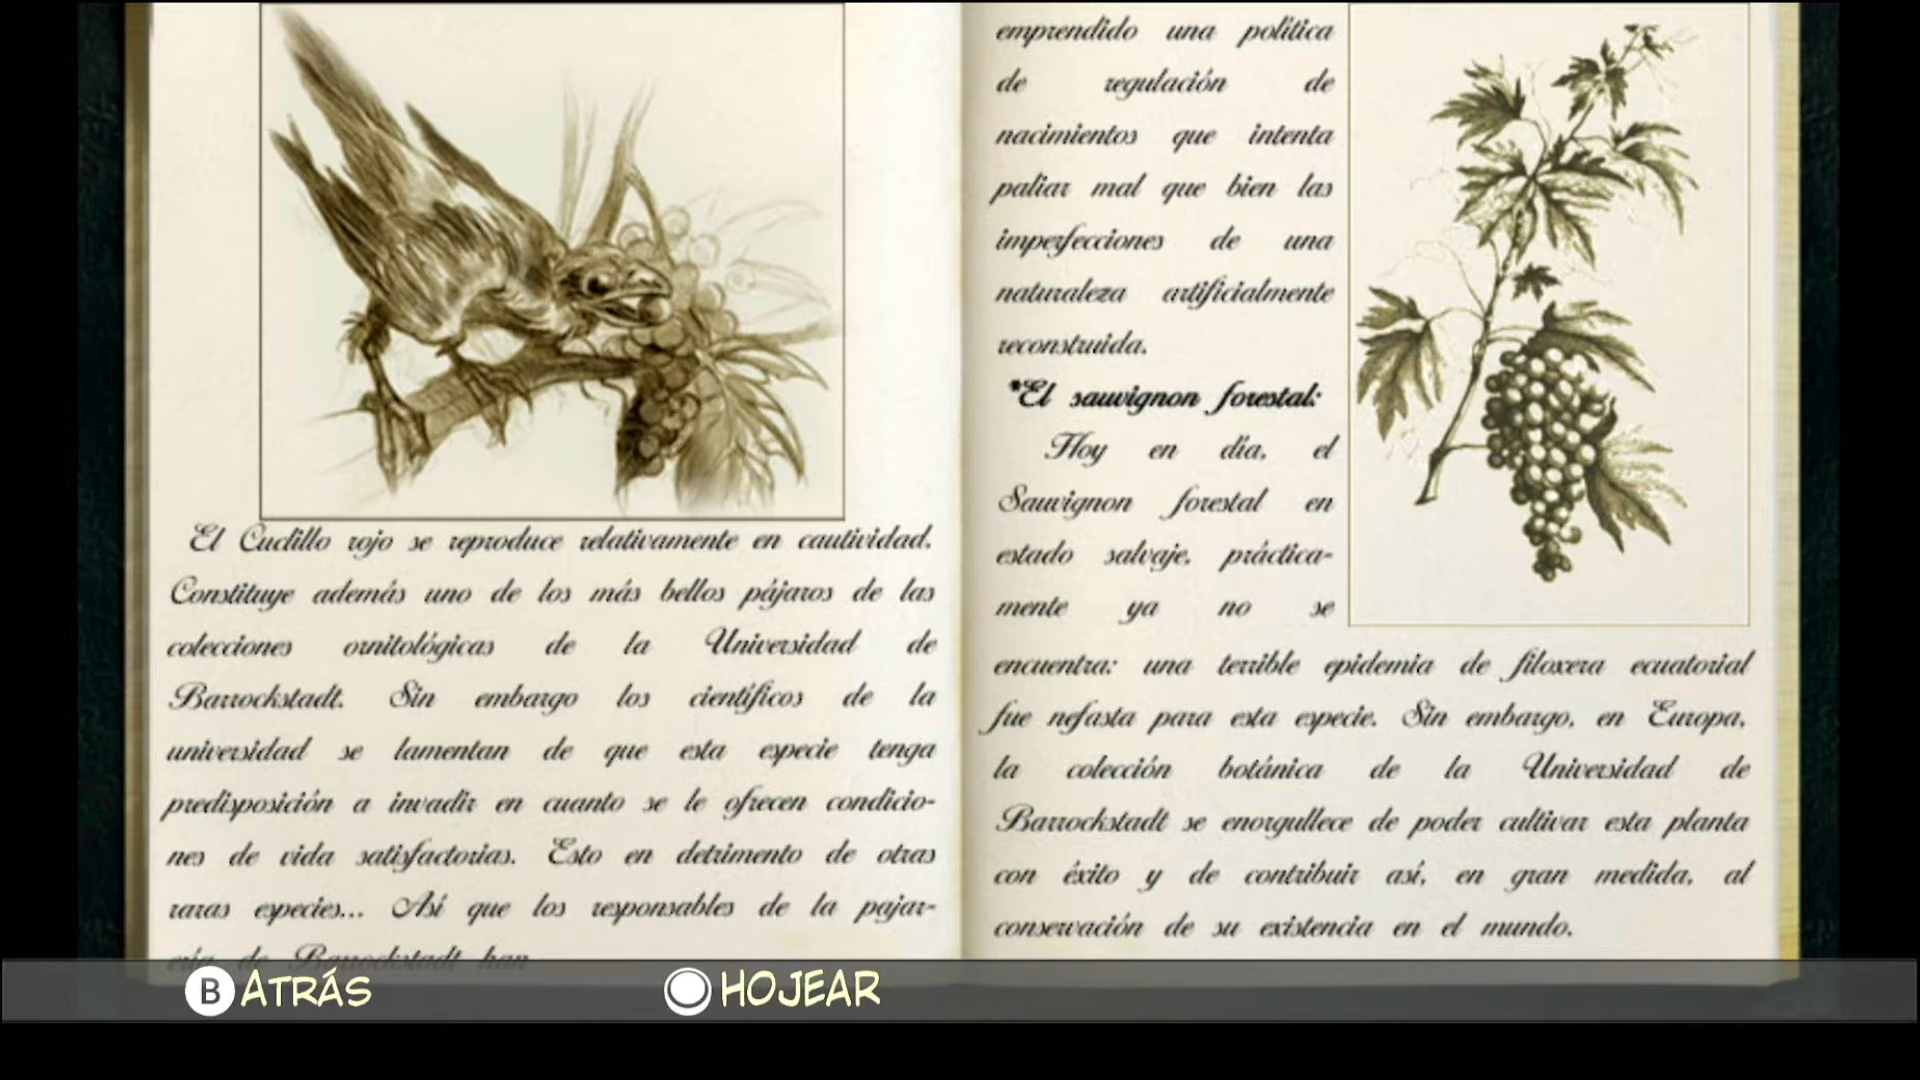 El Cuclillo rojo se reproduce relativamente en cautividad.
Constituye además uno de los más bellos pájaros de las
colecciones ornitológicas de la Universidad de
Barrockstadt. Sin embargo los científicos de la
universidad se lamentan de que esta especie tenga
predisposición a invadir en cuanto se le ofrecen condicio-
nes de vida satisfactorias. Esto en detrimento de otras
raras especies... Así que los responsables de la pajar-
ería de Barrockstadt han
emprendido una política
de regulación de
nacimientos que intenta
paliar mal que bien las
imperfecciones de una
naturaleza artificialmente
reconstruida.
*El sauvignon forestal:
Hoy en día, el
Sauvignon forestal en
estado salvaje, práctica-
mente ya no se
encuentra: una terrible epidemia de filoxera ecuatorial
fue nefasta para esta especie. Sin embargo, en Europa,
la colección botánica de la Universidad de
Barrockstadt se enorgullece de poder cultivar esta planta
con éxito y de contribuir así, en gran medida, al
conservación de su existencia en el mundo.
B ATRÁS
HOJEAR